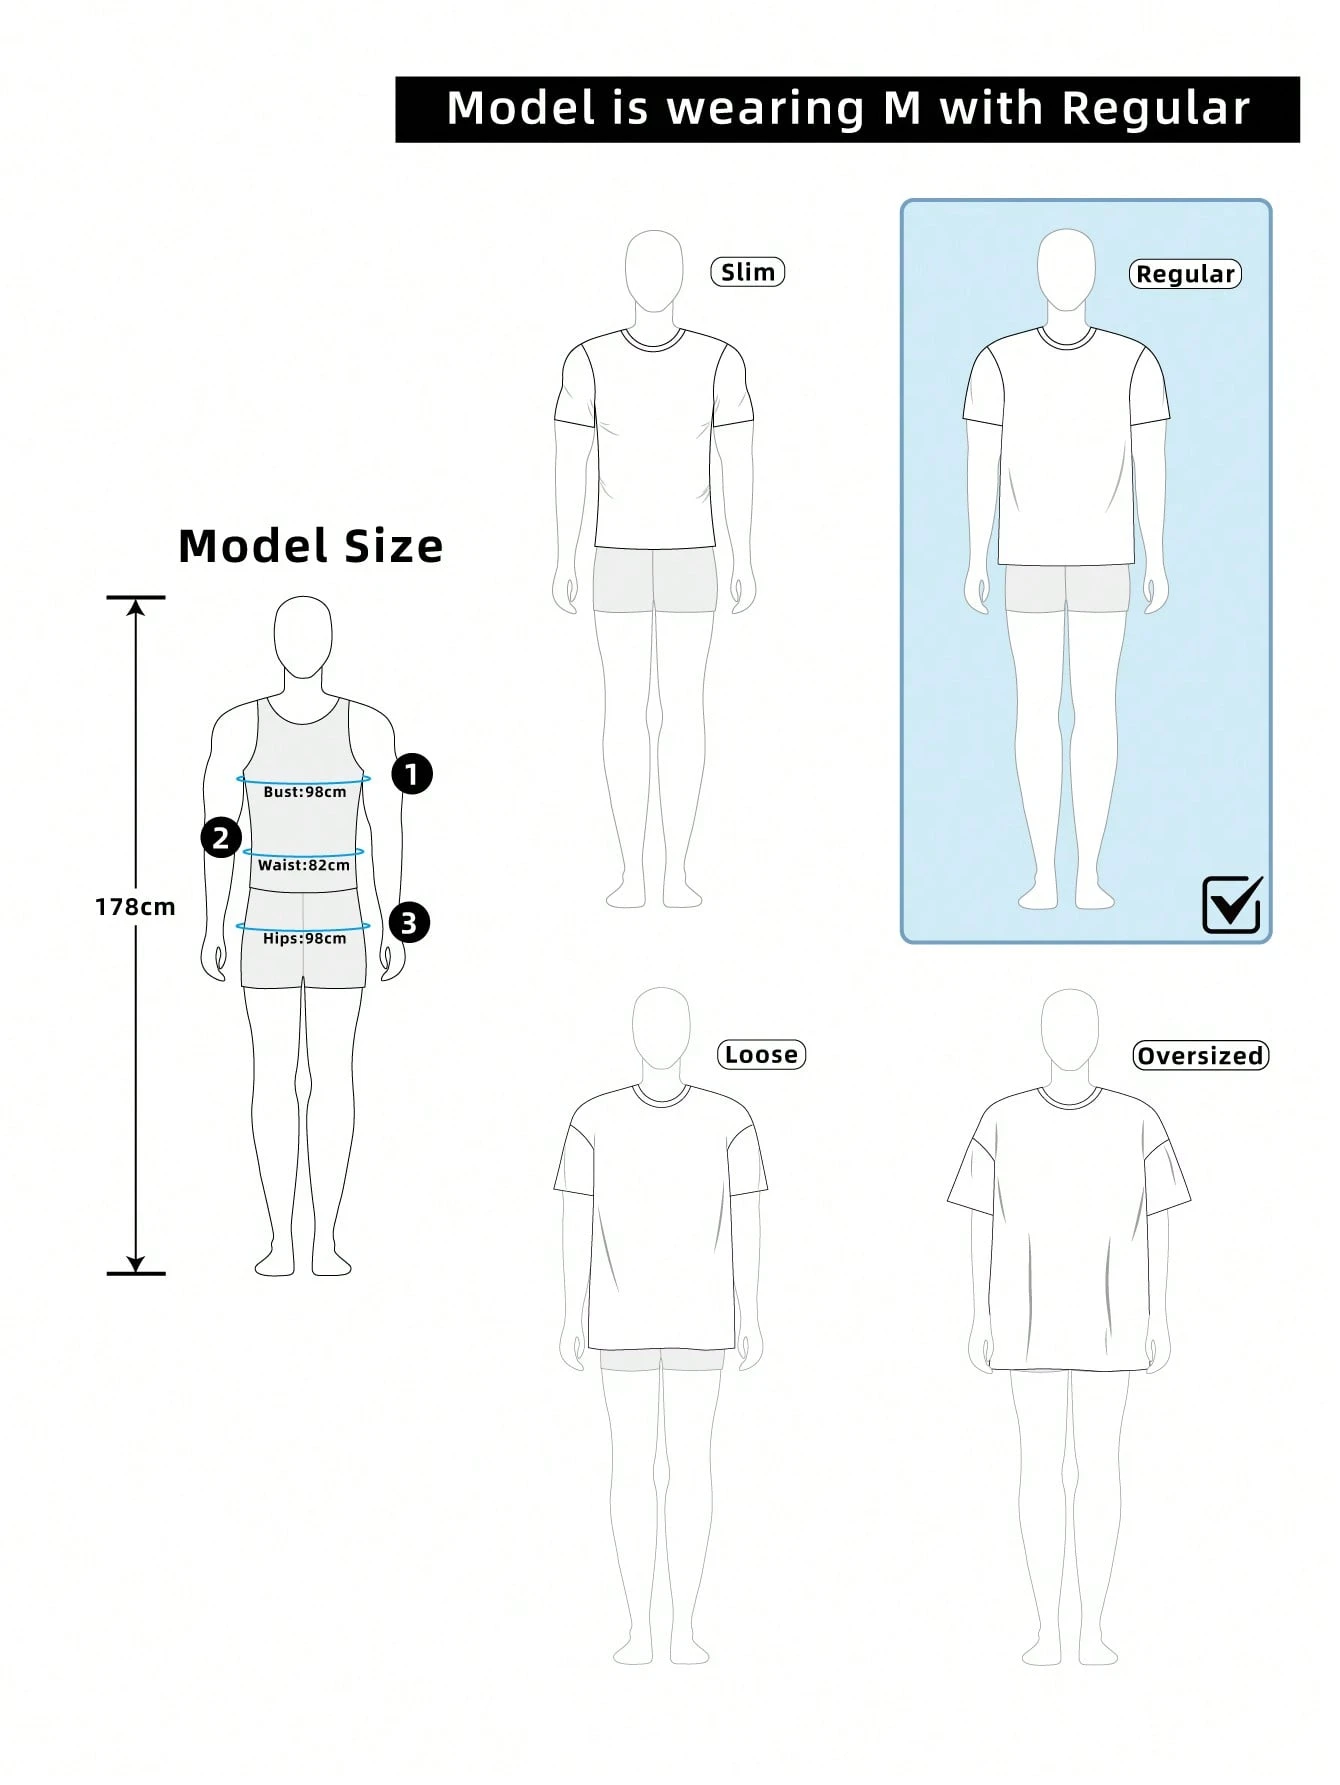 Model is wearing M with Regular
Slim
Regular
Model Size
1
Bust:98cm
2
Waist:82cm
178cm
3
Hips:98cm
Loose
Oversized